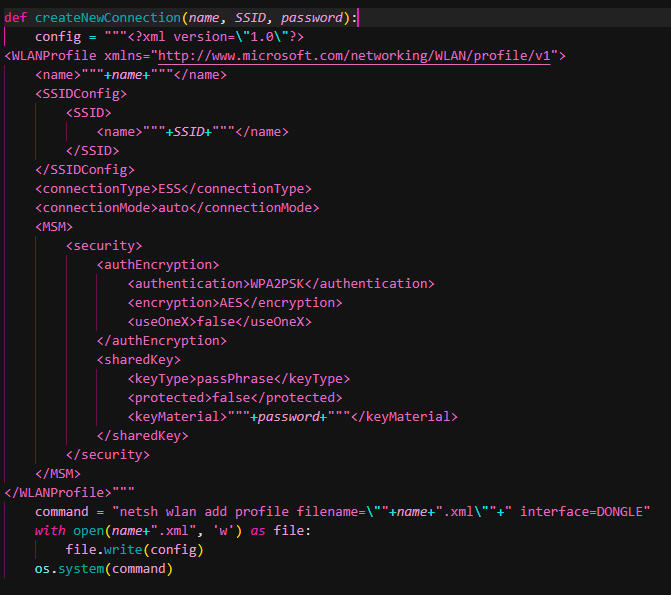 def createNewConnection(name, SSID, password):
    config = """<?xml version=\"1.0\"?>
<WLANProfile xmlns="http://www.microsoft.com/networking/WLAN/profile/v1">
    <name>"""+name+"""</name>
    <SSIDConfig>
        <SSID>
            <name>"""+SSID+"""</name>
        </SSID>
    </SSIDConfig>
    <connectionType>ESS</connectionType>
    <connectionMode>auto</connectionMode>
    <MSM>
        <security>
            <authEncryption>
                <authentication>WPA2PSK</authentication>
                <encryption>AES</encryption>
                <useOneX>false</useOneX>
            </authEncryption>
            <sharedKey>
                <keyType>passPhrase</keyType>
                <protected>false</protected>
                <keyMaterial>"""+password+"""</keyMaterial>
            </sharedKey>
        </security>
    </MSM>
</WLANProfile>"""
    command = "netsh wlan add profile filename=\""+name+".xml\""+" interface=DONGLE"
    with open(name+".xml", 'w') as file:
        file.write(config)
    os.system(command)